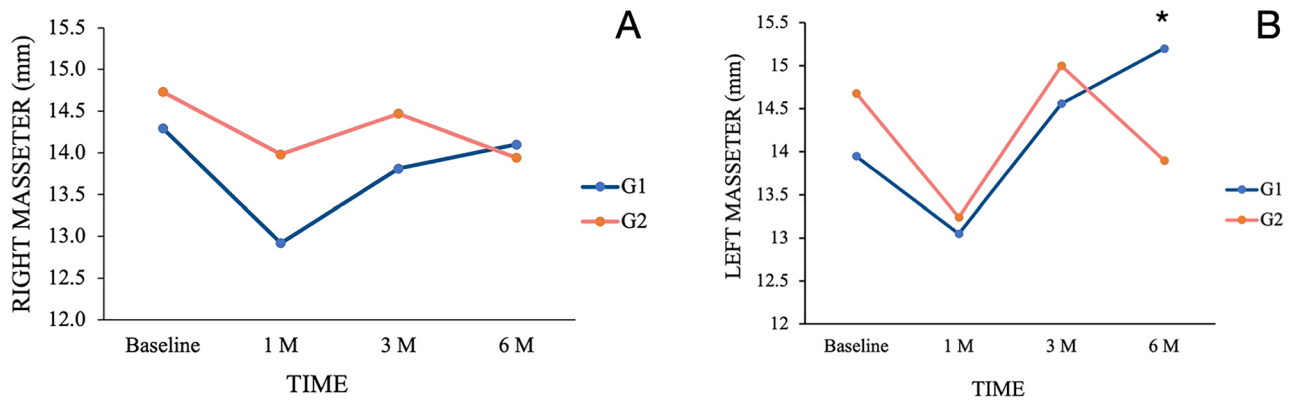 A
RIGHT MASSETER (mm)
15.5
15.0
14.5
14.0
13.5
13.0
12.5
12.0
Baseline 1 M 3 M 6 M
TIME
G1
G2
B
*
LEFT MASSETER (mm)
15.5
15
14.5
14
13.5
13
12.5
12
Baseline 1 M 3 M 6 M
TIME
G1
G2